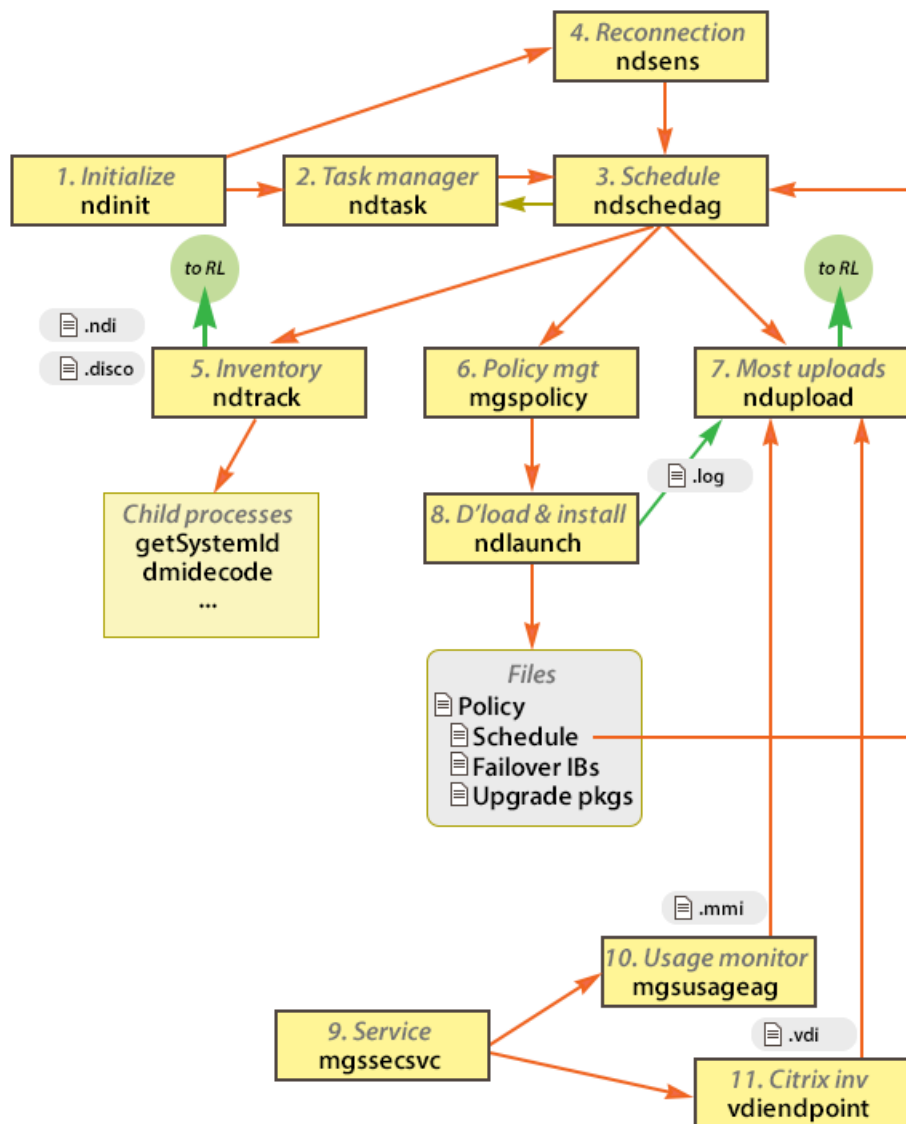 4. Reconnection
ndsens
1. Initialize
ndinit
2. Task manager
ndtask
3. Schedule
ndschedag
to RL
to RL
.ndi
.disco
5. Inventory
ndtrack
6. Policy mgt
mgspolicy
7. Most uploads
ndupload
.log
Child processes
getSystemId
dmidecode
...
8. D'load & install
ndlaunch
Files
Policy
Schedule
Failover IBs
Upgrade pkgs
.mmi
10. Usage monitor
mgsusageag
9. Service
mgssecsvc
.vdi
11. Citrix inv
vdiendpoint